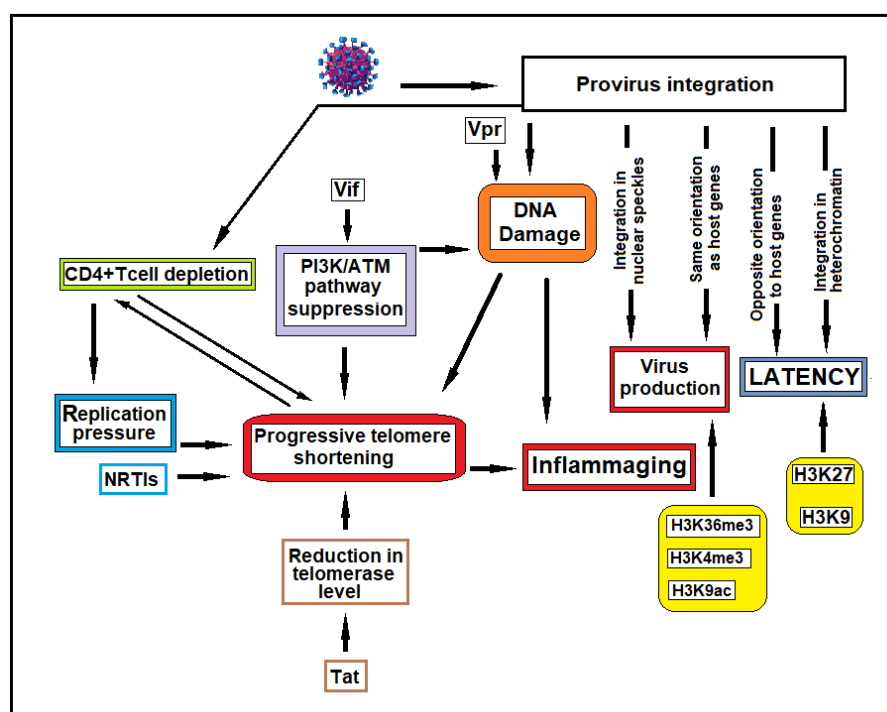 Provirus integration
Vpr
Vif
DNA
Damage
Integration in
nuclear speckles
Same orientation
as host genes
Opposite orientation
to host genes
Integration in
heterochromatin
CD4+Tcell depletion
PI3K/ATM
pathway
suppression
Virus
production
LATENCY
Replication
pressure
Progressive telomere
shortening
Inflammaging
NRTIs
H3K27
H3K9
H3K36me3
H3K4me3
H3K9ac
Reduction in
telomerase
level
Tat